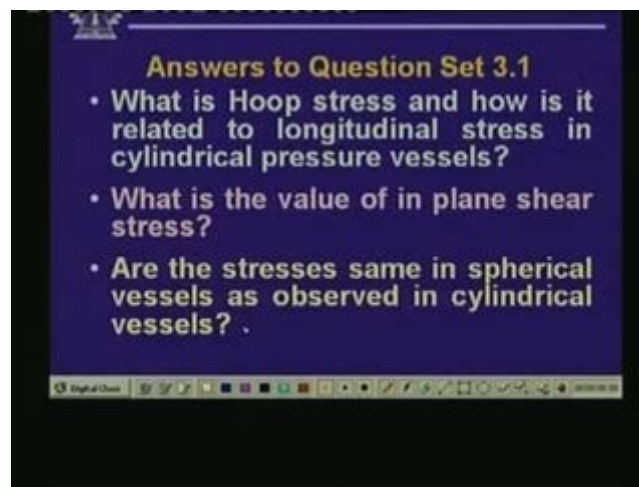 Answers to Question Set 3.1
• What is Hoop stress and how is it
related to longitudinal stress in
cylindrical pressure vessels?
• What is the value of in plane shear
stress?
• Are the stresses same in spherical
vessels as observed in cylindrical
vessels?